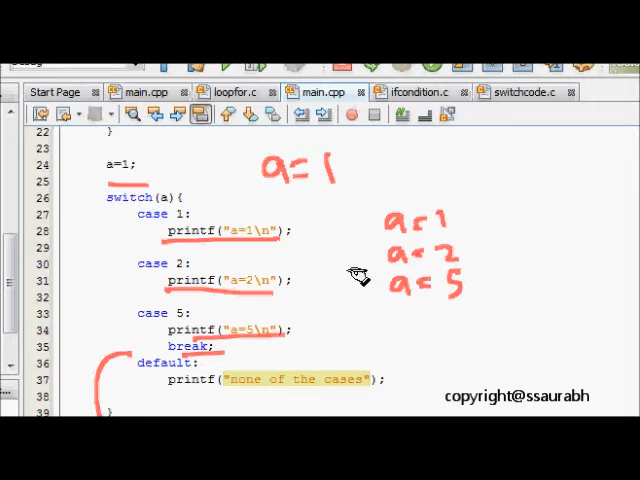 Start Page main.cpp loopfor.c main.cpp ifcondition.c switchcode.c
22 }
23
24 a=1; a=1
25
26 switch(a){
27 case 1: a=1
28 printf("a=1\n");
29 a=2
30 case 2:
31 printf("a=2\n"); a=5
32
33 case 5:
34 printf("a=5\n");
35 break;
36 default:
37 printf("none of the cases");
38 copyright@ssaurabh
39 }